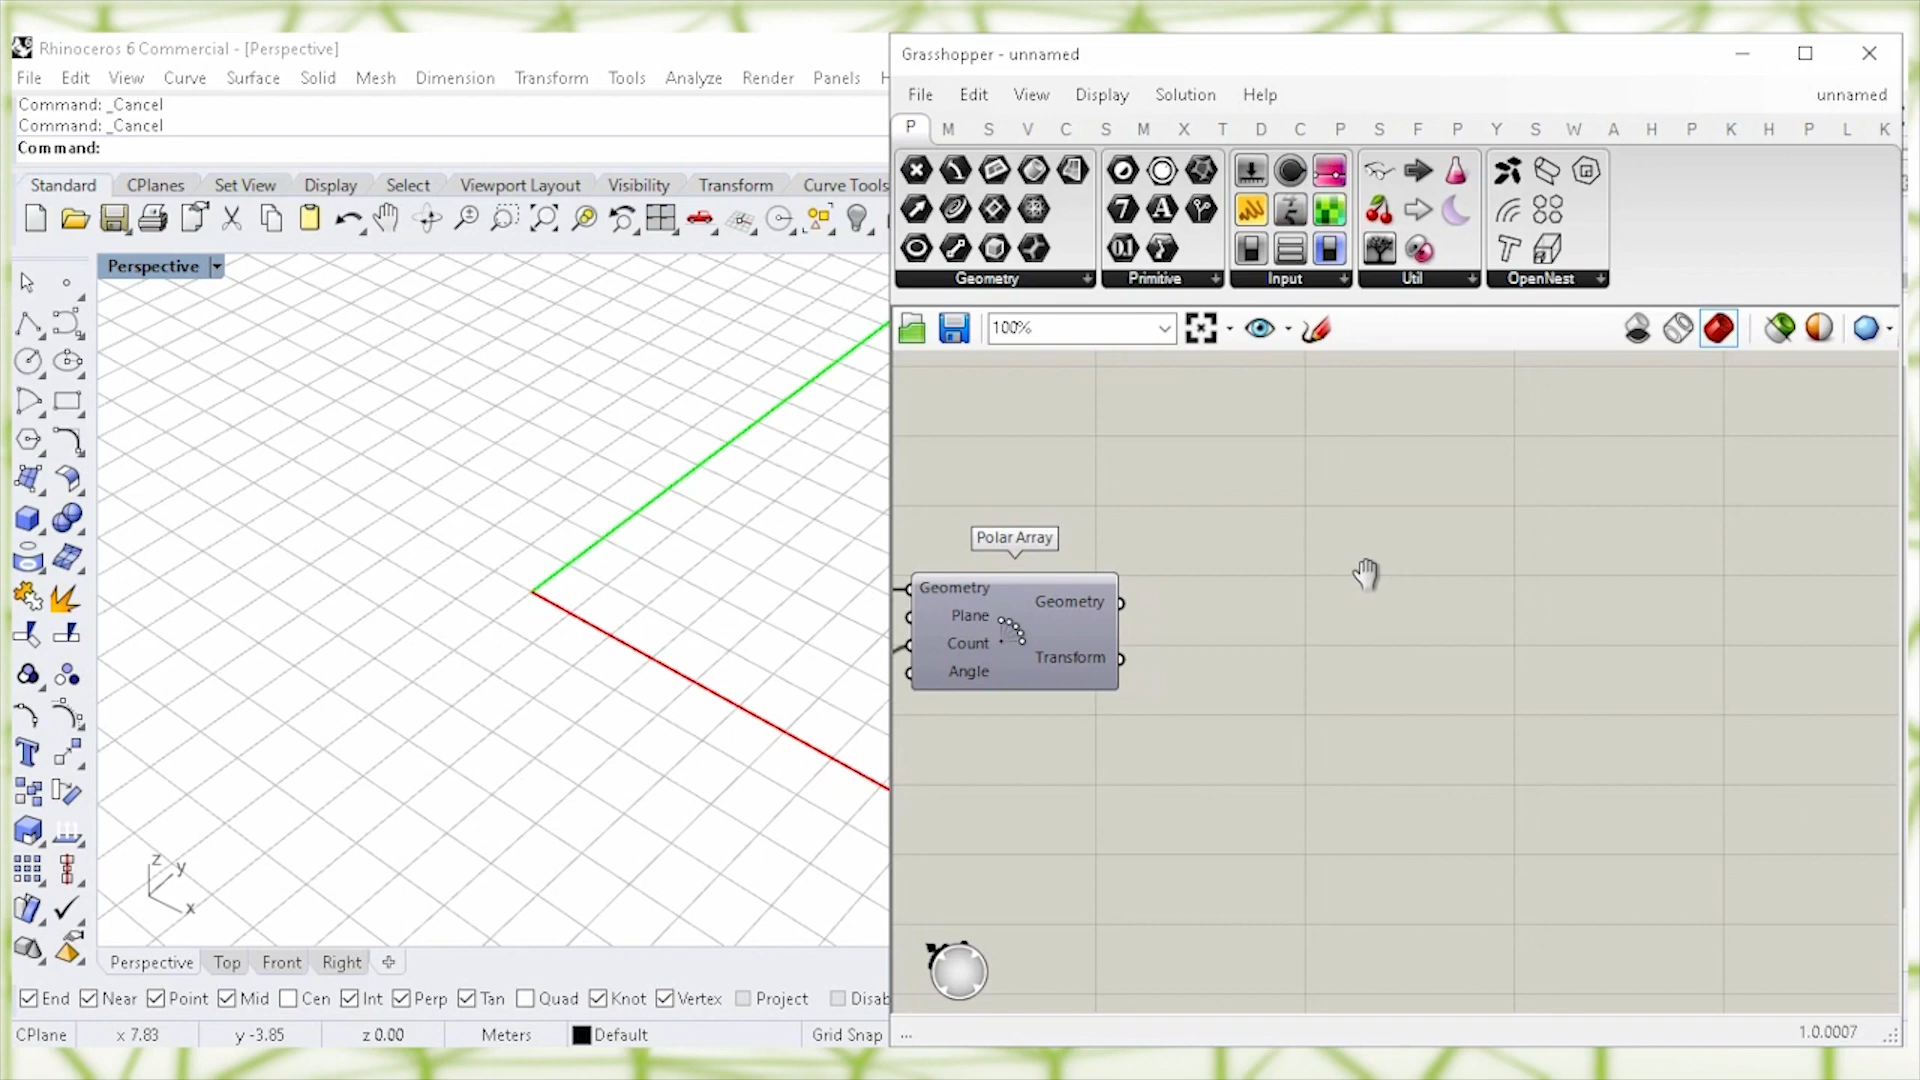 Rhinoceros 6 Commercial - [Perspective]
File Edit View Curve Surface Solid Mesh Dimension Transform Tools Analyze Render Panels H
Command: _Cancel
Command: _Cancel
Command:
Standard CPlanes Set View Display Select Viewport Layout Visibility Transform Curve Tools
Perspective
z
y
x
Perspective Top Front Right
End Near Point Mid Cen Int Perp Tan Quad Knot Vertex Project Disab
CPlane x 7.83 y -3.85 z 0.00 Meters Default Grid Snap
Grasshopper - unnamed
File Edit View Display Solution Help unnamed
P M S V C S M X T D C P S F P Y S W A H P K H P L K
Geometry Primitive Input Util OpenNest
100%
Polar Array
Geometry
Plane
Count
Angle
Geometry
Transform
... 1.0.0007